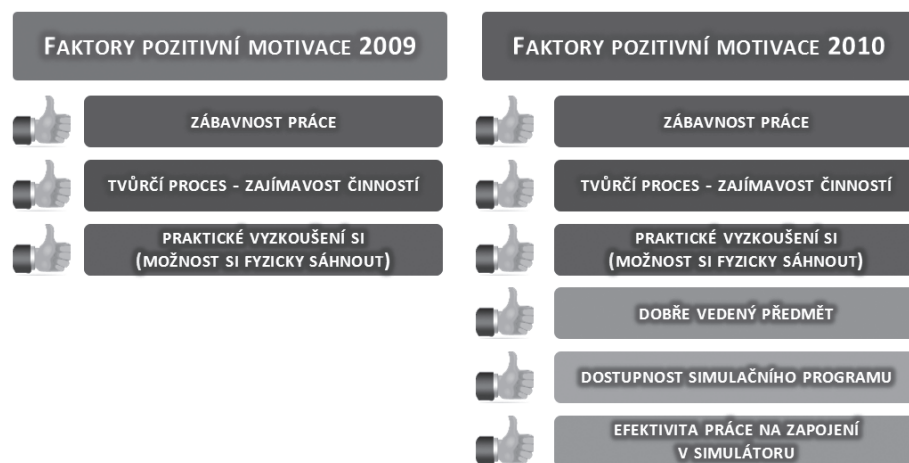 FAKTORY POZITIVNÍ MOTIVACE 2009
ZÁBAVNOST PRÁCE
TVŮRČÍ PROCES - ZAJÍMAVOST ČINNOSTÍ
PRAKTICKÉ VYZKOUŠENÍ SI
(MOŽNOST SI FYZICKY SÁHNOUT)
FAKTORY POZITIVNÍ MOTIVACE 2010
ZÁBAVNOST PRÁCE
TVŮRČÍ PROCES - ZAJÍMAVOST ČINNOSTÍ
PRAKTICKÉ VYZKOUŠENÍ SI
(MOŽNOST SI FYZICKY SÁHNOUT)
DOBŘE VEDENÝ PŘEDMĚT
DOSTUPNOST SIMULAČNÍHO PROGRAMU
EFEKTIVITA PRÁCE NA ZAPOJENÍ
V SIMULÁTORU